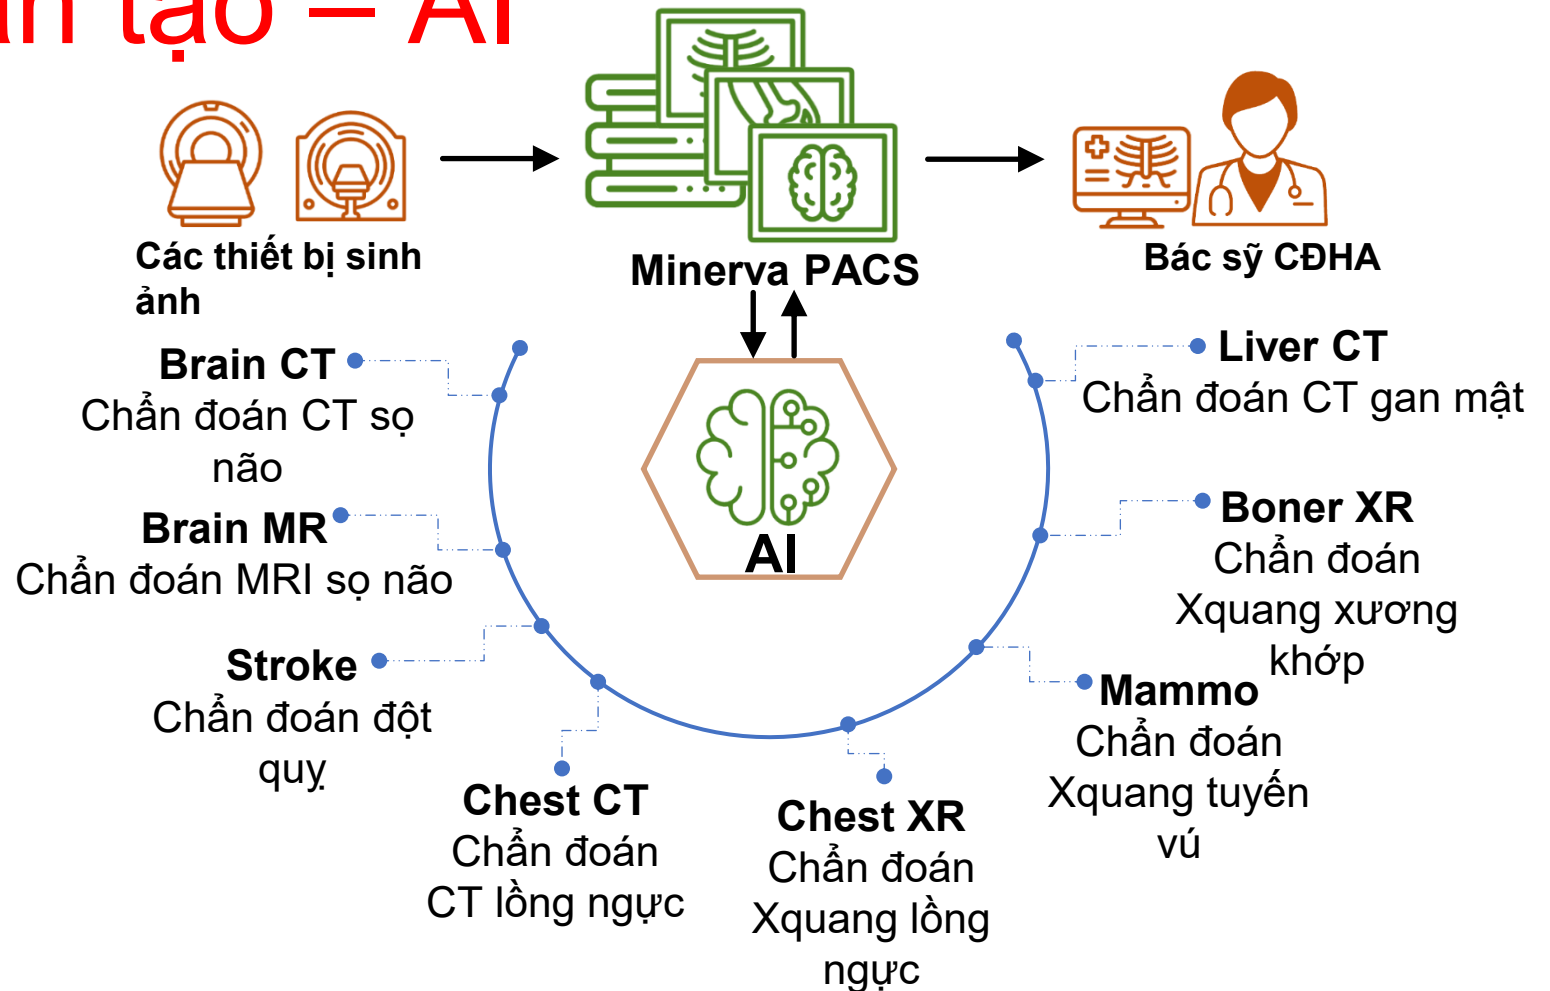 tạo – AI
Các thiết bị sinh
ảnh
Minerva PACS
Bác sỹ CĐHA
Brain CT
Chẩn đoán CT sọ
não
Brain MR
Chẩn đoán MRI sọ não
Stroke
Chẩn đoán đột
quỵ
Chest CT
Chẩn đoán
CT lồng ngực
Chest XR
Chẩn đoán
Xquang lồng
ngực
Mammo
Chẩn đoán
Xquang tuyến
vú
Boner XR
Chẩn đoán
Xquang xương
khớp
Liver CT
Chẩn đoán CT gan mật
AI